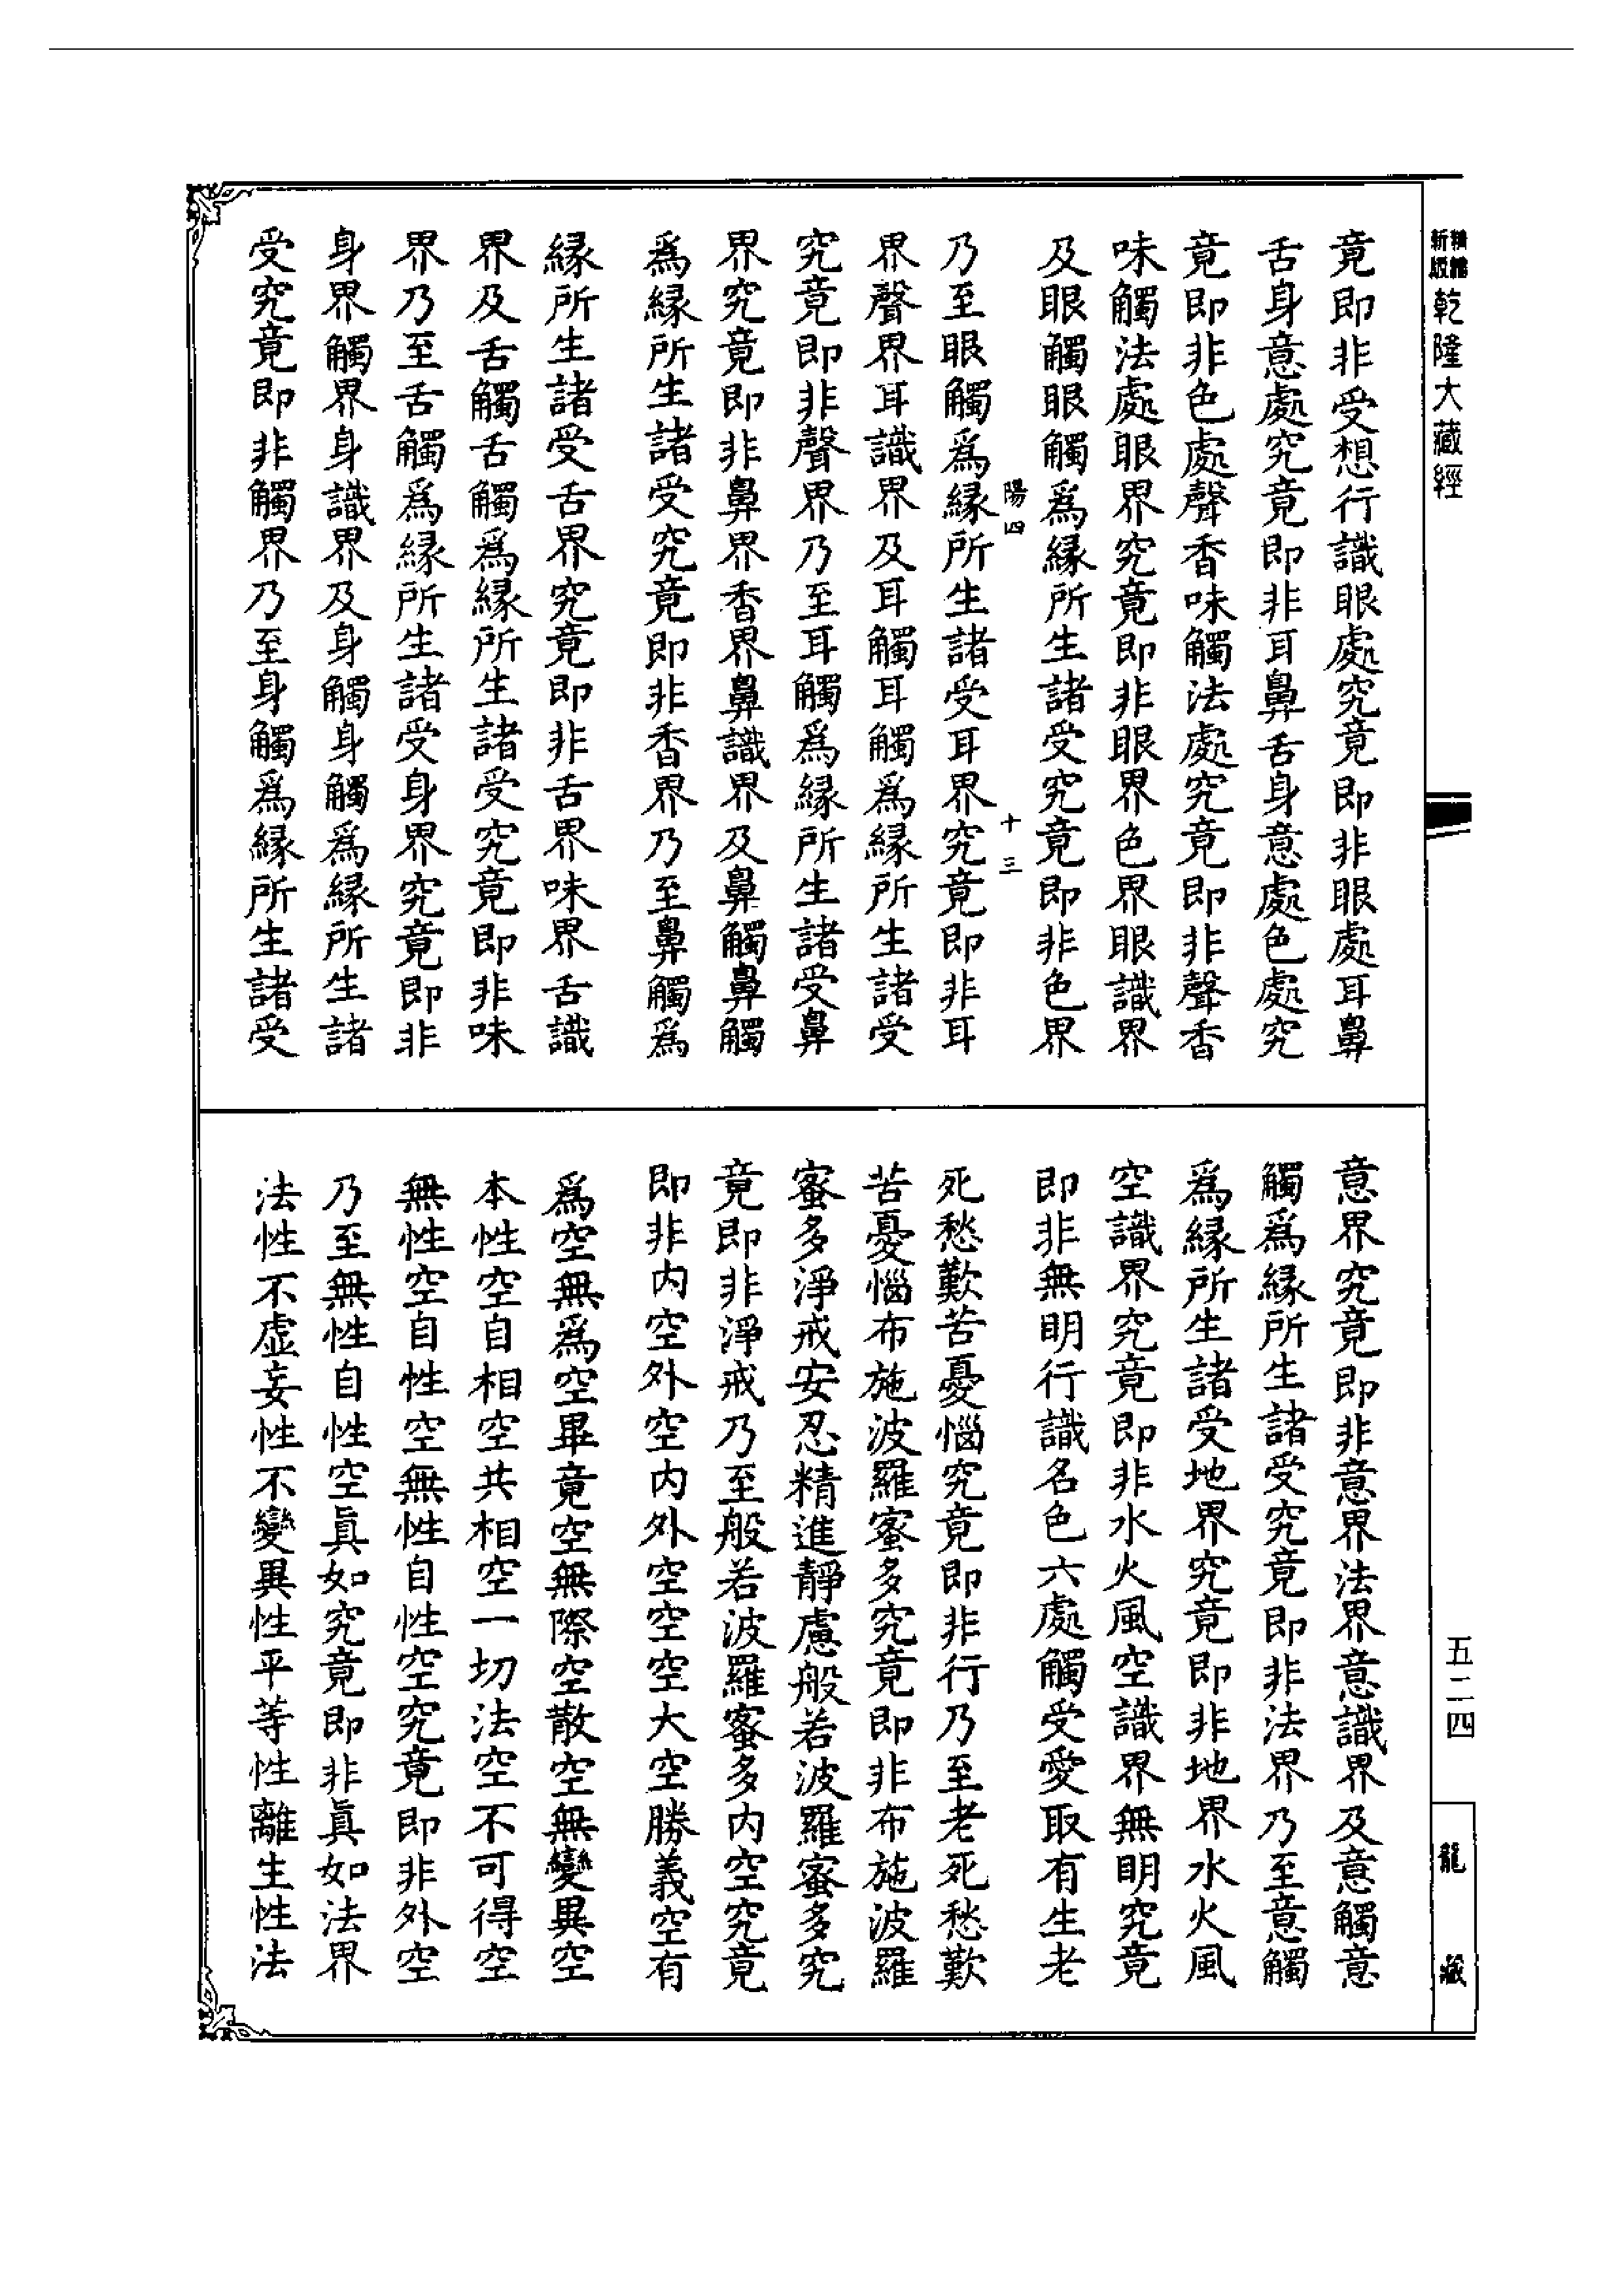 新編縮版乾隆大藏經
竟即非受想行識眼處究竟即非眼處耳鼻
舌身意處究竟即非耳鼻舌身意處色處究
竟即非色處聲香味觸法處究竟即非聲香
味觸法處眼界究竟即非眼界色界眼識界
及眼觸眼觸爲緣所生諸受究竟即非色界
陽四 十三
乃至眼觸爲緣所生諸受耳界究竟即非耳
界聲界耳識界及耳觸耳觸爲緣所生諸受
究竟即非聲界乃至耳觸爲緣所生諸受鼻
界究竟即非鼻界香界鼻識界及鼻觸鼻觸
爲緣所生諸受究竟即非香界乃至鼻觸爲
緣所生諸受舌界究竟即非舌界味界舌識
界及舌觸舌觸爲緣所生諸受究竟即非味
界乃至舌觸爲緣所生諸受身界究竟即非
身界觸界身識界及身觸身觸爲緣所生諸
受究竟即非觸界乃至身觸爲緣所生諸受
意界究竟即非意界法界意識界及意觸意
觸爲緣所生諸受究竟即非法界乃至意觸
爲緣所生諸受地界究竟即非地界水火風
空識界究竟即非水火風空識界無明究竟
即非無明行識名色六處觸受愛取有生老
死愁歎苦憂惱究竟即非行乃至老死愁歎
苦憂惱布施波羅蜜多究竟即非布施波羅
蜜多淨戒安忍精進靜慮般若波羅蜜多究
竟即非淨戒乃至般若波羅蜜多内空究竟
即非内空外空内外空空空大空勝義空有
爲空無爲空畢竟空無際空散空無變異空
本性空自相空共相空一切法空不可得空
無性空自性空無性自性空究竟即非外空
乃至無性自性空眞如究竟即非眞如法界
法性不虛妄性不變異性平等性離生性法
五二四
龍藏